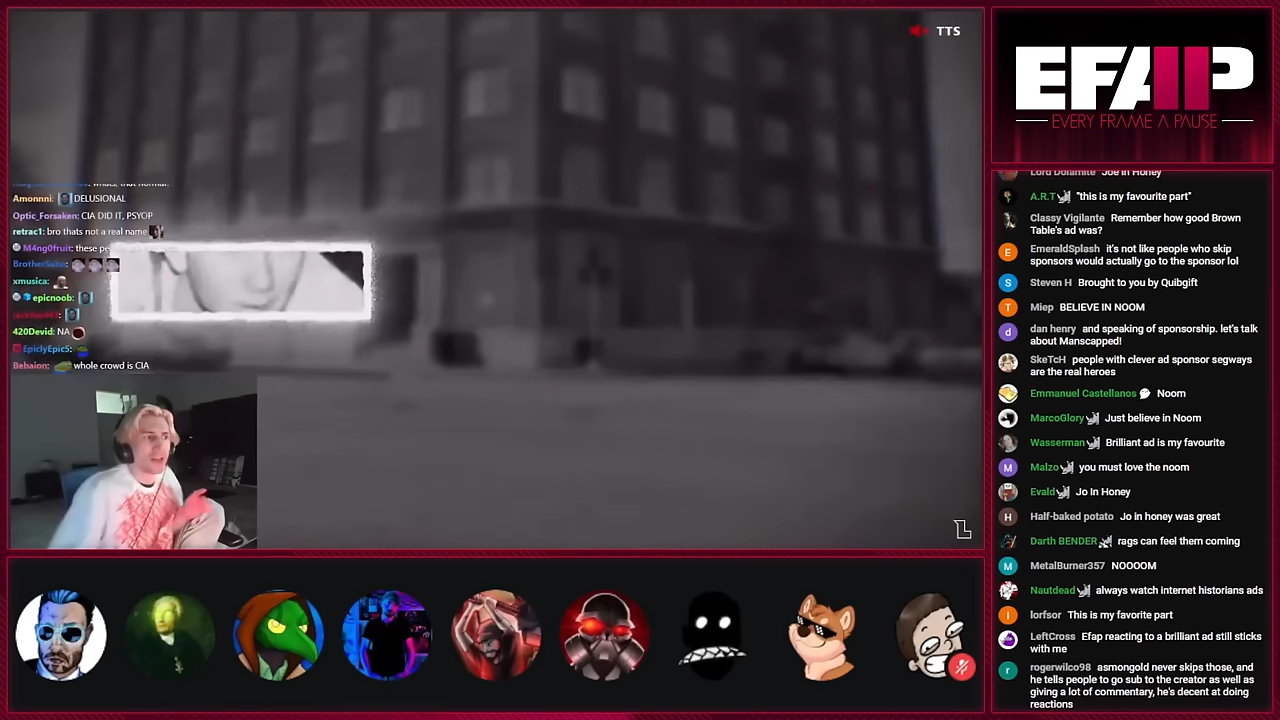 TTS
Amonnni: DELUSIONAL
Optic_Forsaken: CIA DID IT, PSYOP
retrac1: bro thats not a real name
M4ng0fruit: these pe
BrotherSalm:
xmusica:
epicnoob:
420Devid: NA
EpiclyEpic5:
Bebaion: whole crowd is CIA
EFAP
EVERY FRAME A PAUSE
Lord Dolamite Joe in Honey
A.R.T "this is my favourite part"
Classy Vigilante Remember how good Brown
Table's ad was?
E
EmeraldSplash it's not like people who skip
sponsors would actually go to the sponsor lol
S
Steven H Brought to you by Quibgift
T
Miep BELIEVE IN NOOM
d
dan henry and speaking of sponsorship. let's talk
about Manscapped!
SkeTcH people with clever ad sponsor segways
are the real heroes
Emmanuel Castellanos Noom
MarcoGlory Just believe in Noom
Wasserman Brilliant ad is my favourite
M
Malzo you must love the noom
Evald Jo In Honey
H
Half-baked potato Jo in honey was great
Darth BENDER rags can feel them coming
M
MetalBurner357 NOOOOM
Nautdead always watch internet historians ads
l
lorfsor This is my favorite part
LeftCross Efap reacting to a brilliant ad still sticks
with me
r
rogerwilco98 asmongold never skips those, and
he tells people to go sub to the creator as well as
giving a lot of commentary, he's decent at doing
reactions